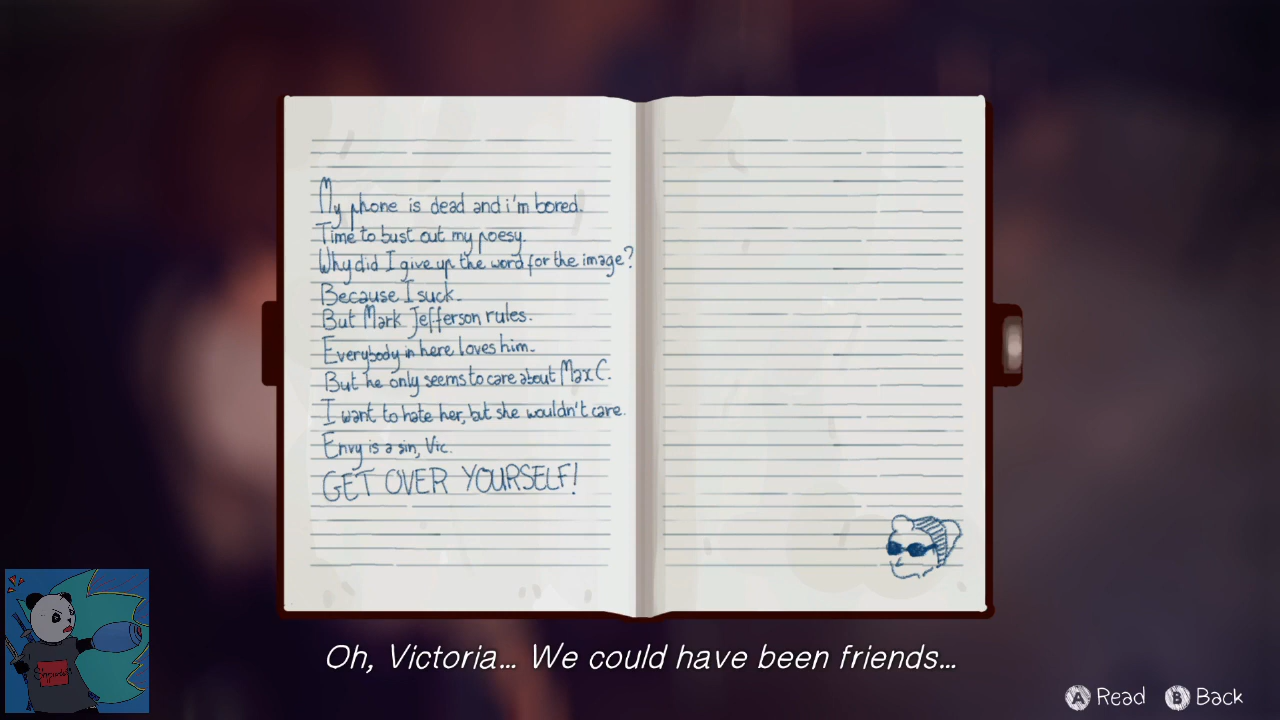 My phone is dead and i'm bored.
Time to bust out my poesy.
Why did I give up the word for the image?
Because I suck.
But Mark Jefferson rules.
Everybody in here loves him.
But he only seems to care about Max C.
I want to hate her, but she wouldn't care.
Envy is a sin, Vic.
GET OVER YOURSELF!
Oh, Victoria... We could have been friends...
A Read B Back